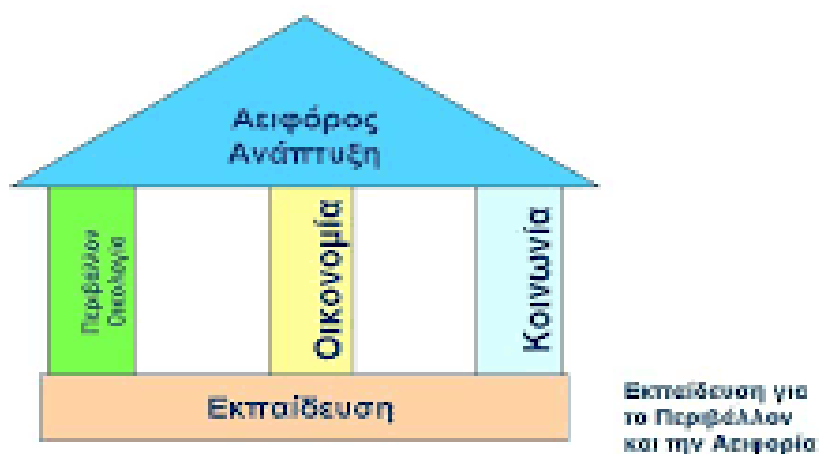 Αειφόρος
Ανάπτυξη
Περιβάλλον
Οικολογία
Οικονομία
Κοινωνία
Εκπαίδευση
Εκπαίδευση για
το Περιβάλλον
και την Αειφορία